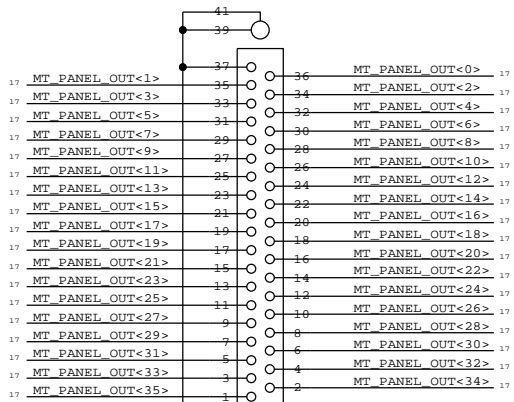 41
39
37
MT_PANEL_OUT<0>
36
17
17
MT_PANEL_OUT<1>
35
MT_PANEL_OUT<2>
34
17
17
MT_PANEL_OUT<3>
33
MT_PANEL_OUT<4>
32
17
17
MT_PANEL_OUT<5>
31
MT_PANEL_OUT<6>
30
17
17
MT_PANEL_OUT<7>
29
MT_PANEL_OUT<8>
28
17
17
MT_PANEL_OUT<9>
27
MT_PANEL_OUT<10>
26
17
17
MT_PANEL_OUT<11>
25
MT_PANEL_OUT<12>
24
17
17
MT_PANEL_OUT<13>
23
MT_PANEL_OUT<14>
22
17
17
MT_PANEL_OUT<15>
21
MT_PANEL_OUT<16>
20
17
17
MT_PANEL_OUT<17>
19
MT_PANEL_OUT<18>
18
17
17
MT_PANEL_OUT<19>
17
MT_PANEL_OUT<20>
16
17
17
MT_PANEL_OUT<21>
15
MT_PANEL_OUT<22>
14
17
17
MT_PANEL_OUT<23>
13
MT_PANEL_OUT<24>
12
17
17
MT_PANEL_OUT<25>
11
MT_PANEL_OUT<26>
10
17
17
MT_PANEL_OUT<27>
9
MT_PANEL_OUT<28>
8
17
17
MT_PANEL_OUT<29>
7
MT_PANEL_OUT<30>
6
17
17
MT_PANEL_OUT<31>
5
MT_PANEL_OUT<32>
4
17
17
MT_PANEL_OUT<33>
3
MT_PANEL_OUT<34>
2
17
17
MT_PANEL_OUT<35>
1